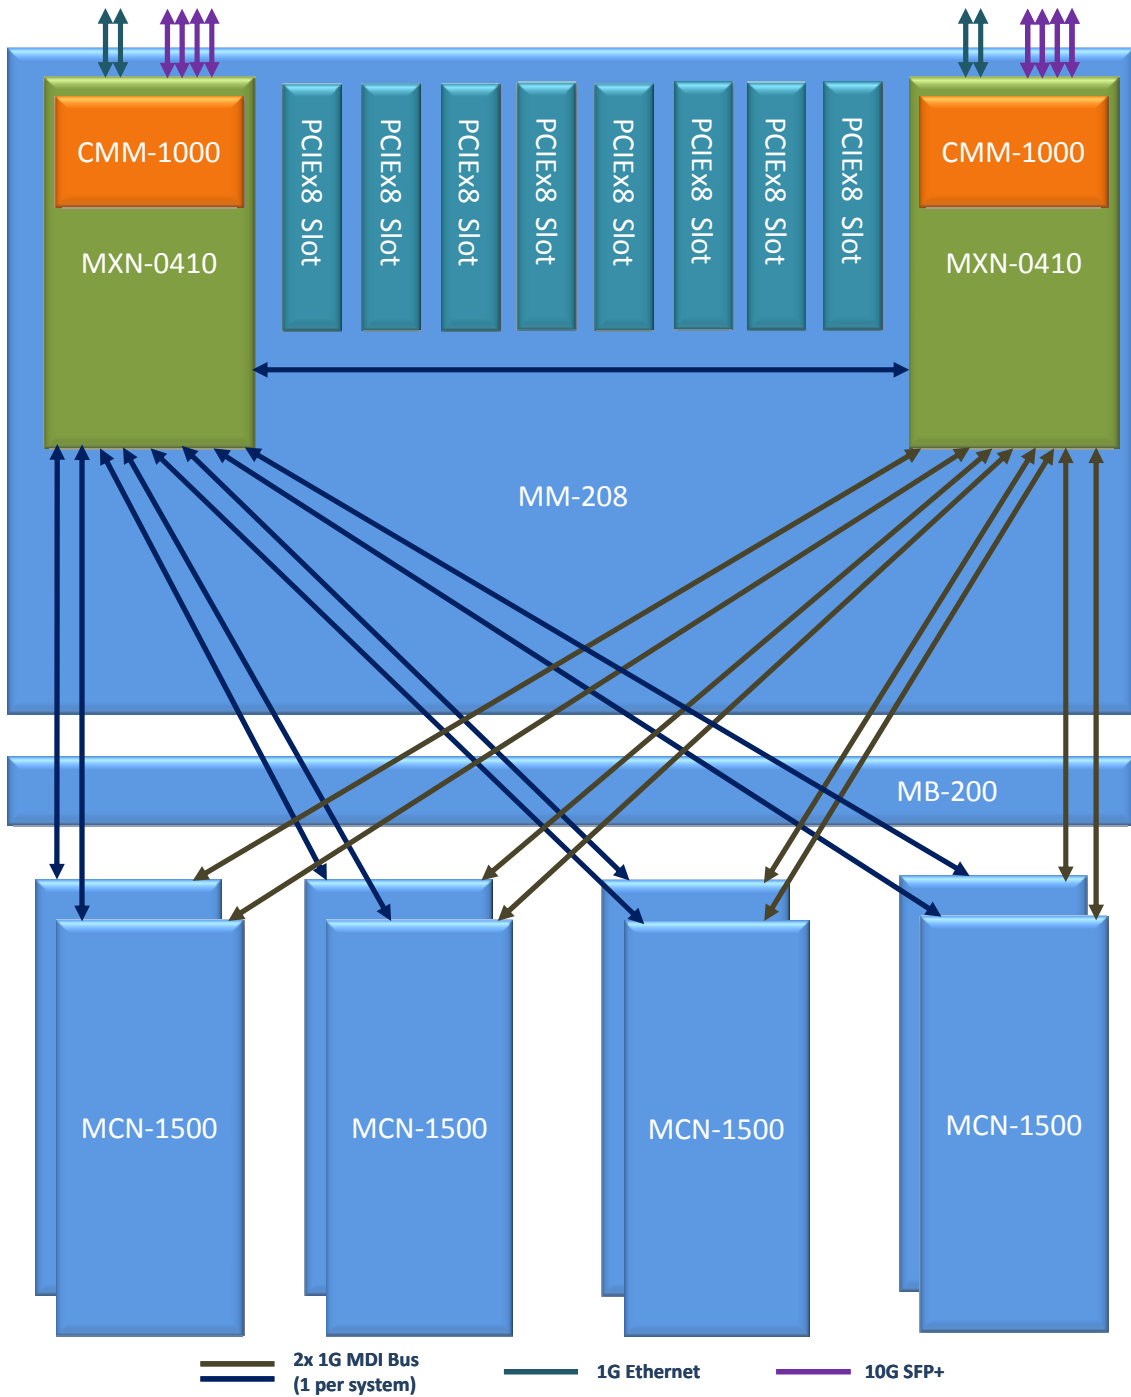 CMM-1000
MXN-0410
PCIEx8 Slot
PCIEx8 Slot
PCIEx8 Slot
PCIEx8 Slot
PCIEx8 Slot
PCIEx8 Slot
PCIEx8 Slot
PCIEx8 Slot
CMM-1000
MXN-0410
MM-208
MB-200
MCN-1500
MCN-1500
MCN-1500
MCN-1500
2x 1G MDI Bus
(1 per system)
1G Ethernet
10G SFP+